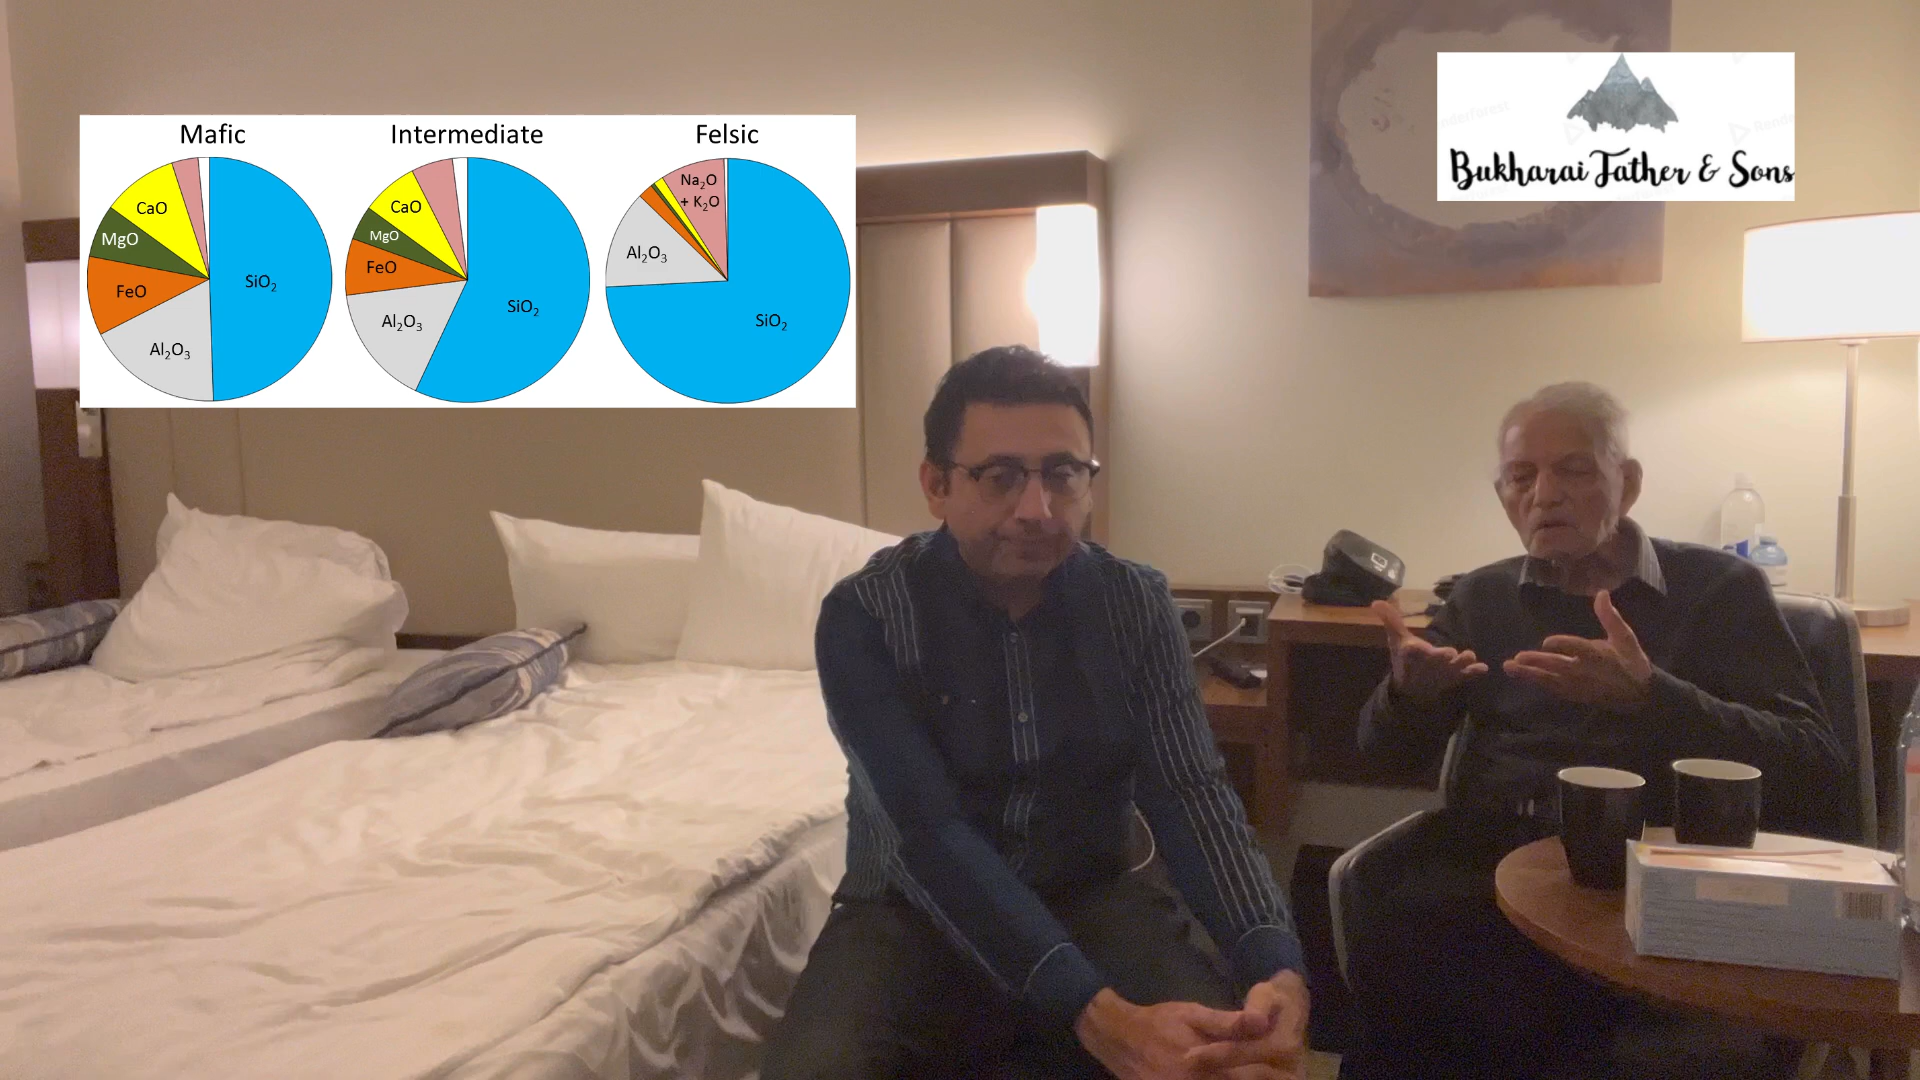 Mafic
CaO
MgO
FeO
Al₂O₃
SiO₂
Intermediate
CaO
MgO
FeO
Al₂O₃
SiO₂
Felsic
Na₂O
+ K₂O
Al₂O₃
SiO₂
Bukharai Father & Sons